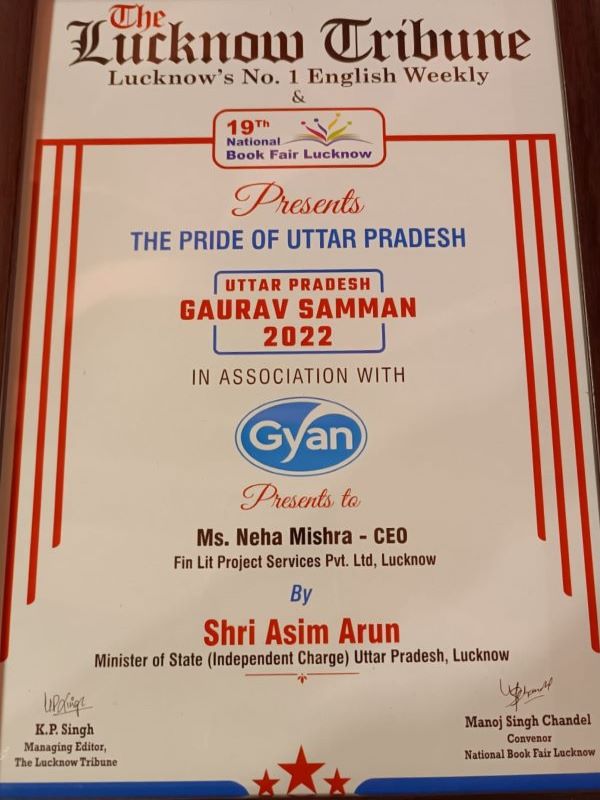 The
Lucknow Tribune
Lucknow's No. 1 English Weekly
&
19Th
National
Book Fair Lucknow
Presents
THE PRIDE OF UTTAR PRADESH
UTTAR PRADESH
GAURAV SAMMAN
2022
IN ASSOCIATION WITH
Gyan
Presents to
Ms. Neha Mishra - CEO
Fin Lit Project Services Pvt. Ltd, Lucknow
By
Shri Asim Arun
Minister of State (Independent Charge) Uttar Pradesh, Lucknow
K.P. Singh
Managing Editor,
The Lucknow Tribune
Manoj Singh Chandel
Convenor
National Book Fair Lucknow